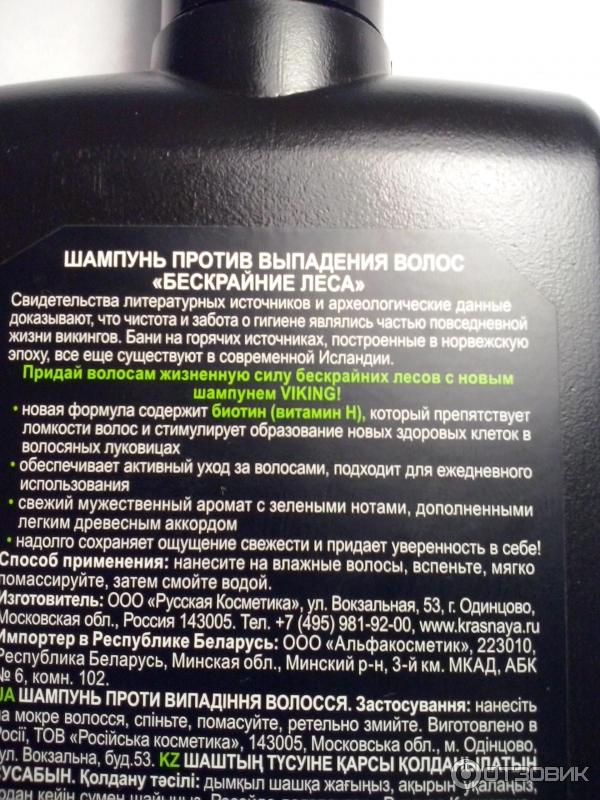 ШАМПУНЬ ПРОТИВ ВЫПАДЕНИЯ ВОЛОС
«БЕСКРАЙНИЕ ЛЕСА»
Свидетельства литературных источников и археологические данные
доказывают, что чистота и забота о гигиене являлись частью повседневной
жизни викингов. Бани на горячих источниках, построенные в норвежскую
эпоху, все еще существуют в современной Исландии.
Придай волосам жизненную силу бескрайних лесов с новым
шампунем VIKING!
• новая формула содержит биотин (витамин Н), который препятствует
ломкости волос и стимулирует образование новых здоровых клеток в
волосяных луковицах
• обеспечивает активный уход за волосами, подходит для ежедневного
использования
• свежий мужественный аромат с зелеными нотами, дополненными
легким древесным аккордом
• надолго сохраняет ощущение свежести и придает уверенность в себе!
Способ применения: нанесите на влажные волосы, вспеньте, мягко
помассируйте, затем смойте водой.
Изготовитель: ООО «Русская Косметика», ул. Вокзальная, 53, г. Одинцово,
Московская обл., Россия 143005. Тел. +7 (495) 981-92-00, www.krasnaya.ru
Импортер в Республике Беларусь: ООО «Альфакосметик», 223010,
Республика Беларусь, Минская обл., Минский р-н, 3-й км. МКАД, АБК
№ 6, комн. 102.
UA ШАМПУНЬ ПРОТИ ВИПАДІННЯ ВОЛОССЯ. Застосування: нанесіть
на мокре волосся, спіньте, помасуйте, ретельно змийте. Виготовлено в
Росії, ТОВ «Російська косметика», 143005, Московська обл., м. Одінцово,
вул. Вокзальна, буд.53. KZ ШАШТЫҢ ТҮСУІНЕ ҚАРСЫ ҚОЛДАНЫЛАТЫН
СУСАБЫН. Қолдану тәсілі: дымқыл шашқа жағыңыз, ақырын уқалаңыз,
одан кейін сумен шайыңыз.
ОТЗОВИК